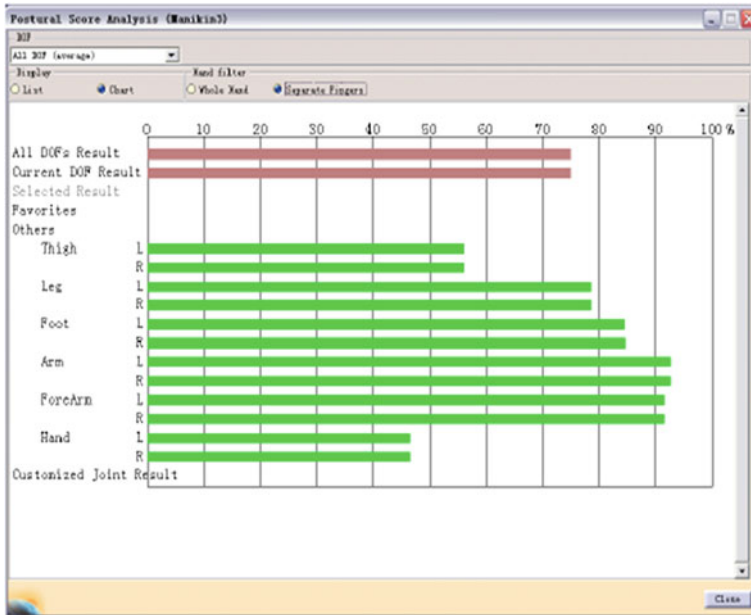 Postural Score Analysis (Manikin3)
DOF
All DOF (average)
Display Hand filter
List Chart Whole Hand Separate Fingers
0 10 20 30 40 50 60 70 80 90 100 %
All DOFs Result
Current DOF Result
Selected Result
Favorites
Others
Thigh L
R
Leg L
R
Foot L
R
Arm L
R
ForeArm L
R
Hand L
R
Customized Joint Result
Close